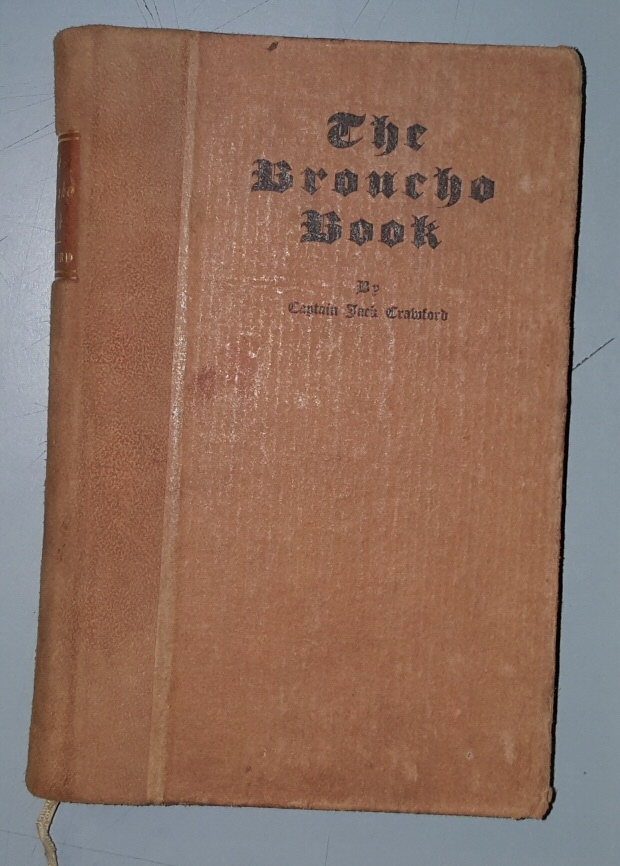 The
Broncho
Book
By
Captain Jack Crawford